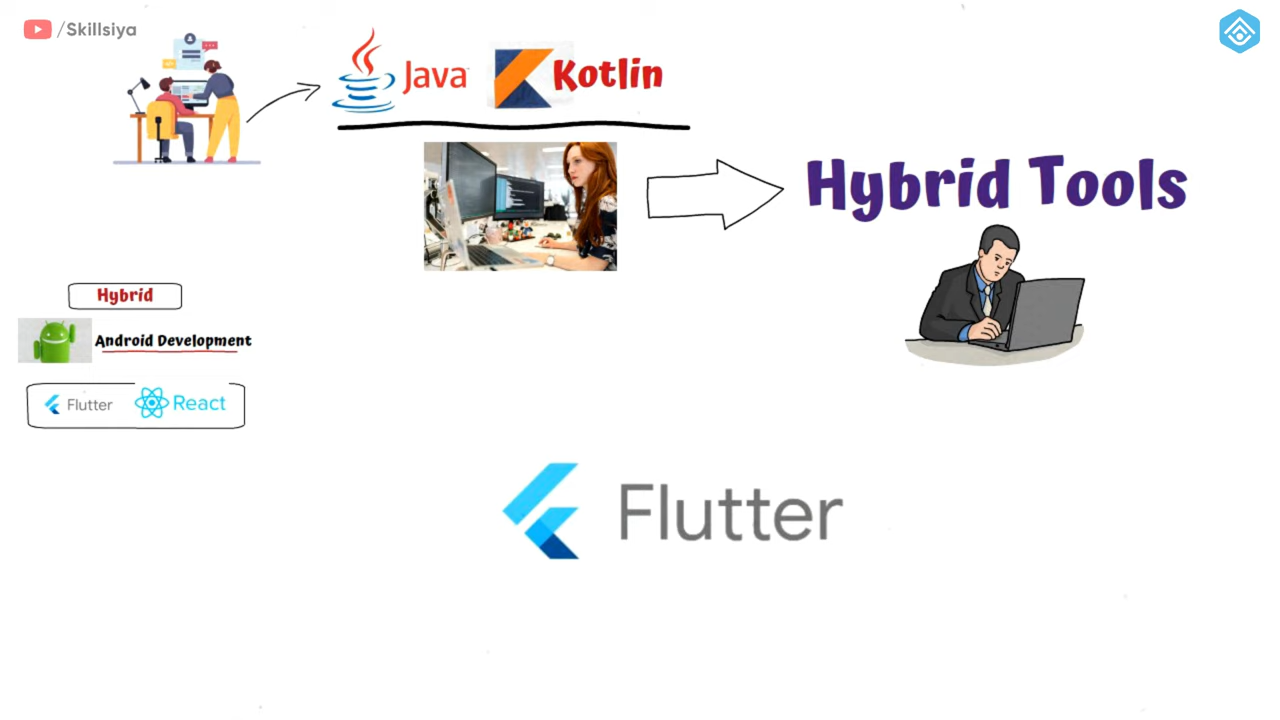 /Skillsiya
Java Kotlin
Hybrid Tools
Hybrid
Android Development
Flutter React
Flutter